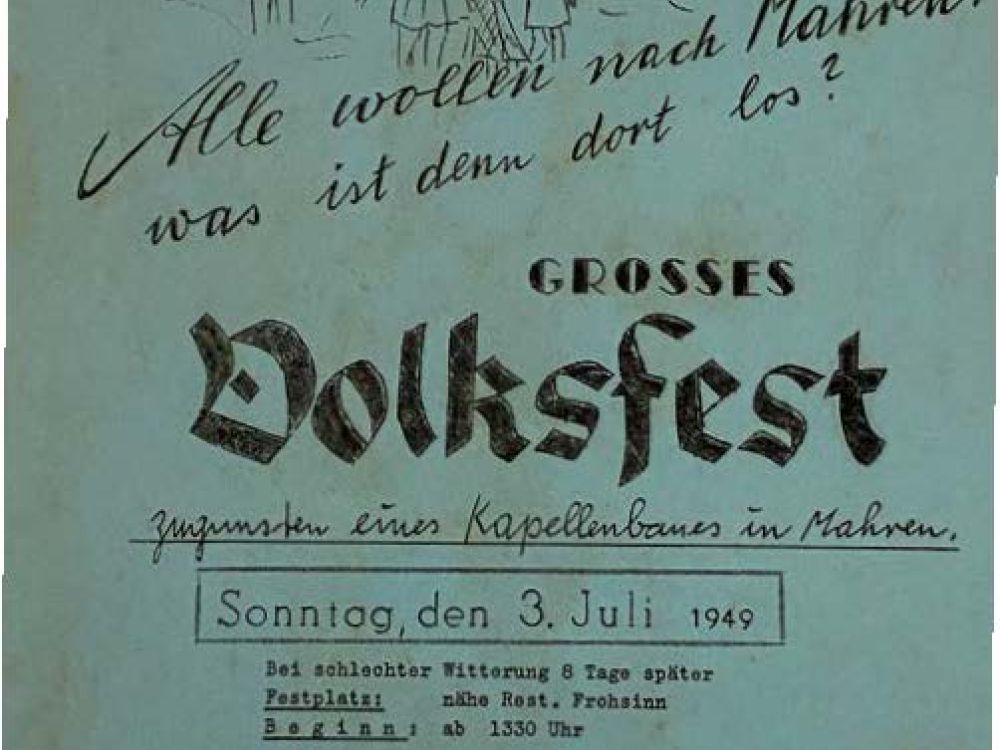 Alle wollen nach Mahren!
was ist denn dort los?
GROSSES
Volksfest
zugunsten eines Kapellenbaues in Mahren.
Sonntag, den 3. Juli 1949
Bei schlechter Witterung 8 Tage später
Festplatz: nähe Rest. Frohsinn
Beginn: ab 1330 Uhr